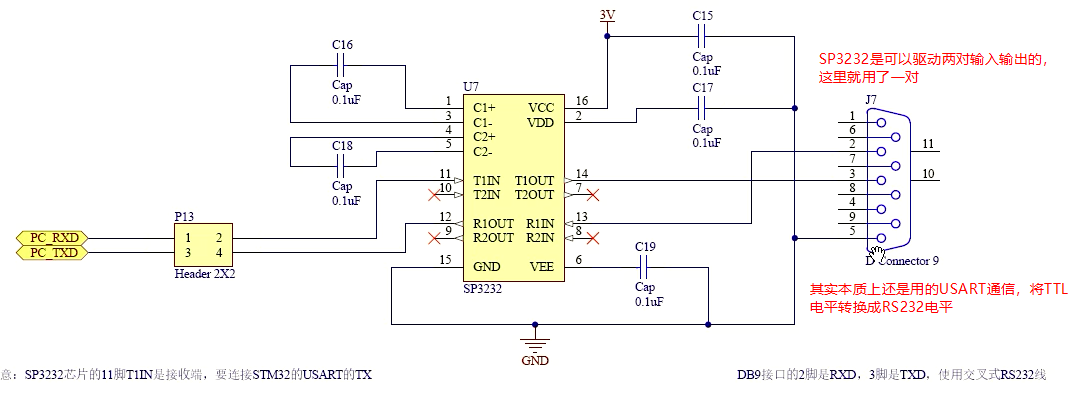 3V
C15
Cap
0.1uF
SP3232是可以驱动两对输入输出的，
这里就用了一对
C16
Cap
0.1uF
U7
C17
Cap
0.1uF
J7
1 C1+ VCC 16
3 C1- VDD 2
4 C2+
5 C2-
C18
Cap
0.1uF
11 T1IN T1OUT 14
10 T2IN T2OUT 7
12 R1OUT R1IN 13
9 R2OUT R2IN 8
15 GND VEE 6
SP3232
1
6
2
7
3
8
4
9
5
11
10
D Connector 9
P13
PC_RXD 1 2
PC_TXD 3 4
Header 2X2
C19
Cap
0.1uF
其实本质上还是用的USART通信，将TTL
电平转换成RS232电平
GND
意：SP3232芯片的11脚T1IN是接收端，要连接STM32的USART的TX
DB9接口的2脚是RXD，3脚是TXD，使用交叉式RS232线